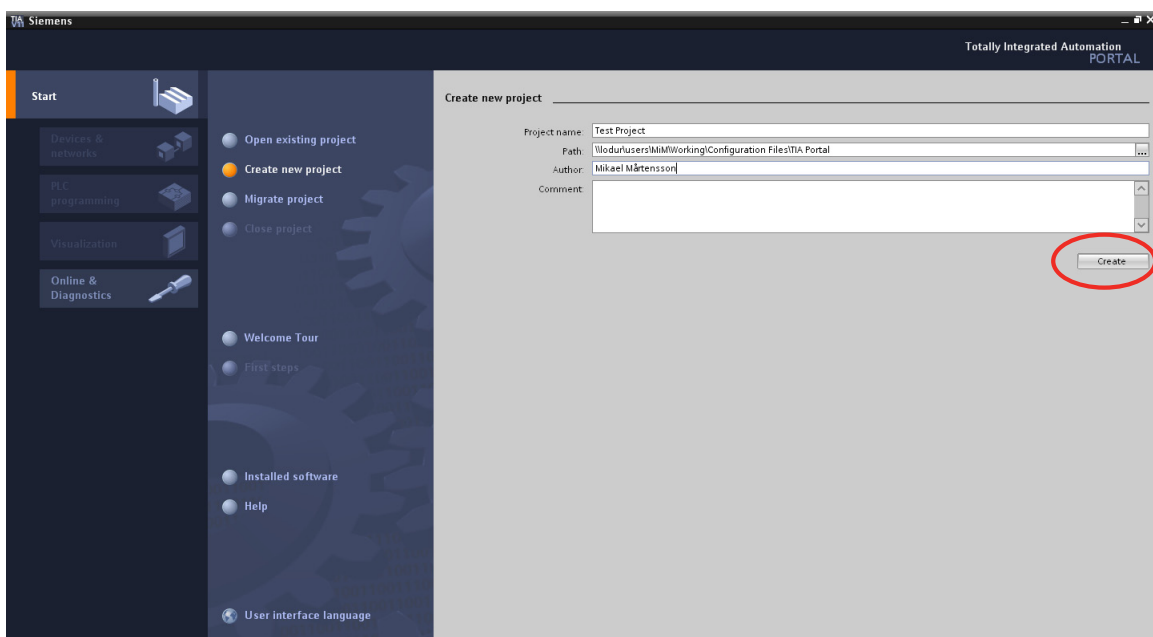 TIA Siemens
Totally Integrated Automation
PORTAL
Start
Devices &
networks
PLC
programming
Visualization
Online &
Diagnostics
Open existing project
Create new project
Migrate project
Close project
Welcome Tour
First steps
Installed software
Help
User interface language
Create new project
Project name: Test Project
Path: \\lodur\users\MiM\Working\Configuration Files\TIA Portal
...
Author: Mikael Mårtensson
Comment:
Create